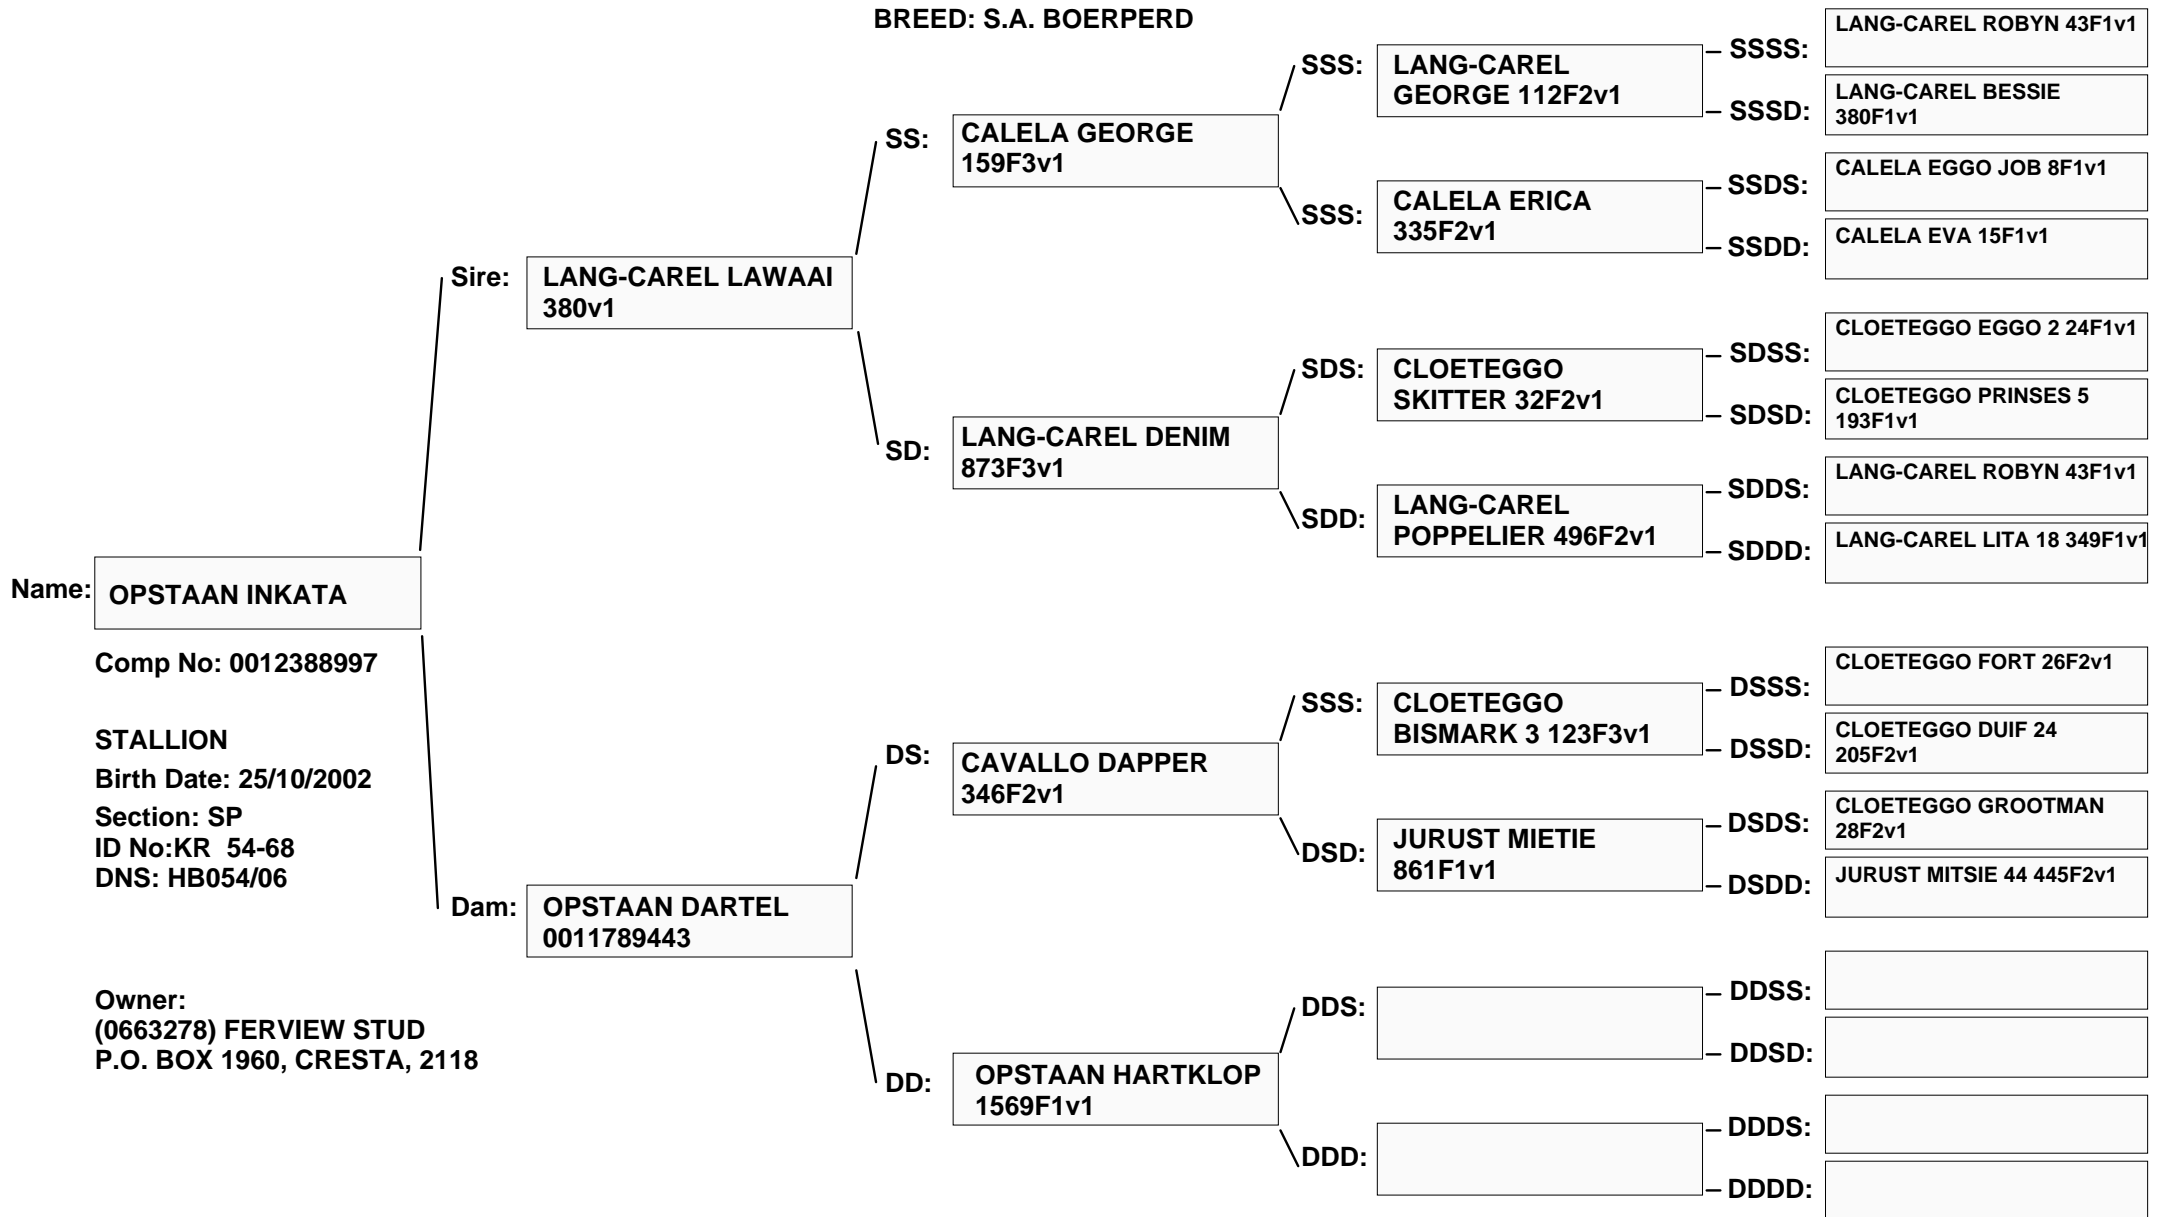 BREED: S.A. BOERPERD
Name:
OPSTAAN INKATA
Comp No: 0012388997
STALLION
Birth Date: 25/10/2002
Section: SP
ID No:KR  54-68
DNS: HB054/06
Owner:
(0663278) FERVIEW STUD
P.O. BOX 1960, CRESTA, 2118
Sire:
LANG-CAREL LAWAAI
380v1
Dam:
OPSTAAN DARTEL
0011789443
SS:
CALELA GEORGE
159F3v1
SD:
LANG-CAREL DENIM
873F3v1
DS:
CAVALLO DAPPER
346F2v1
DD:
OPSTAAN HARTKLOP
1569F1v1
SSS:
LANG-CAREL
GEORGE 112F2v1
SSS:
CALELA ERICA
335F2v1
SDS:
CLOETEGGO
SKITTER 32F2v1
SDD:
LANG-CAREL
POPPELIER 496F2v1
SSS:
CLOETEGGO
BISMARK 3 123F3v1
DSD:
JURUST MIETIE
861F1v1
DDS:
DDD:
SSSS:
LANG-CAREL ROBYN 43F1v1
SSSD:
LANG-CAREL BESSIE
380F1v1
SSDS:
CALELA EGGO JOB 8F1v1
SSDD:
CALELA EVA 15F1v1
SDSS:
CLOETEGGO EGGO 2 24F1v1
SDSD:
CLOETEGGO PRINSES 5
193F1v1
SDDS:
LANG-CAREL ROBYN 43F1v1
SDDD:
LANG-CAREL LITA 18 349F1v1
DSSS:
CLOETEGGO FORT 26F2v1
DSSD:
CLOETEGGO DUIF 24
205F2v1
DSDS:
CLOETEGGO GROOTMAN
28F2v1
DSDD:
JURUST MITSIE 44 445F2v1
DDSS:
DDSD:
DDDS:
DDDD: